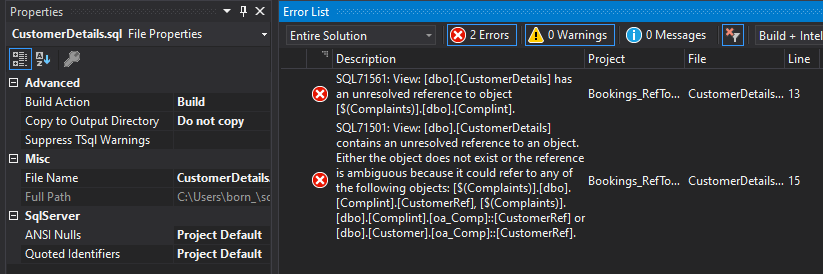 Properties
CustomerDetails.sql File Properties
Advanced
Build Action Build
Copy to Output Directory Do not copy
Suppress TSql Warnings
Misc
File Name CustomerDetails.
Full Path C:\Users\born_\sc
SqlServer
ANSI Nulls Project Default
Quoted Identifiers Project Default
Error List
Entire Solution 2 Errors 0 Warnings 0 Messages Build + Intel
Description Project File Line
SQL71561: View: [dbo].[CustomerDetails] has
an unresolved reference to object
[$(Complaints)].[dbo].[Complint].
Bookings_RefTo... CustomerDetails... 13
SQL71501: View: [dbo].[CustomerDetails]
contains an unresolved reference to an object.
Either the object does not exist or the reference
is ambiguous because it could refer to any of
the following objects: [$(Complaints)].[dbo].
[Complint].[CustomerRef], [$(Complaints)].
[dbo].[Complint].[oa_Comp]::[CustomerRef] or
[dbo].[Customer].[oa_Comp]::[CustomerRef].
Bookings_RefTo... CustomerDetails... 15